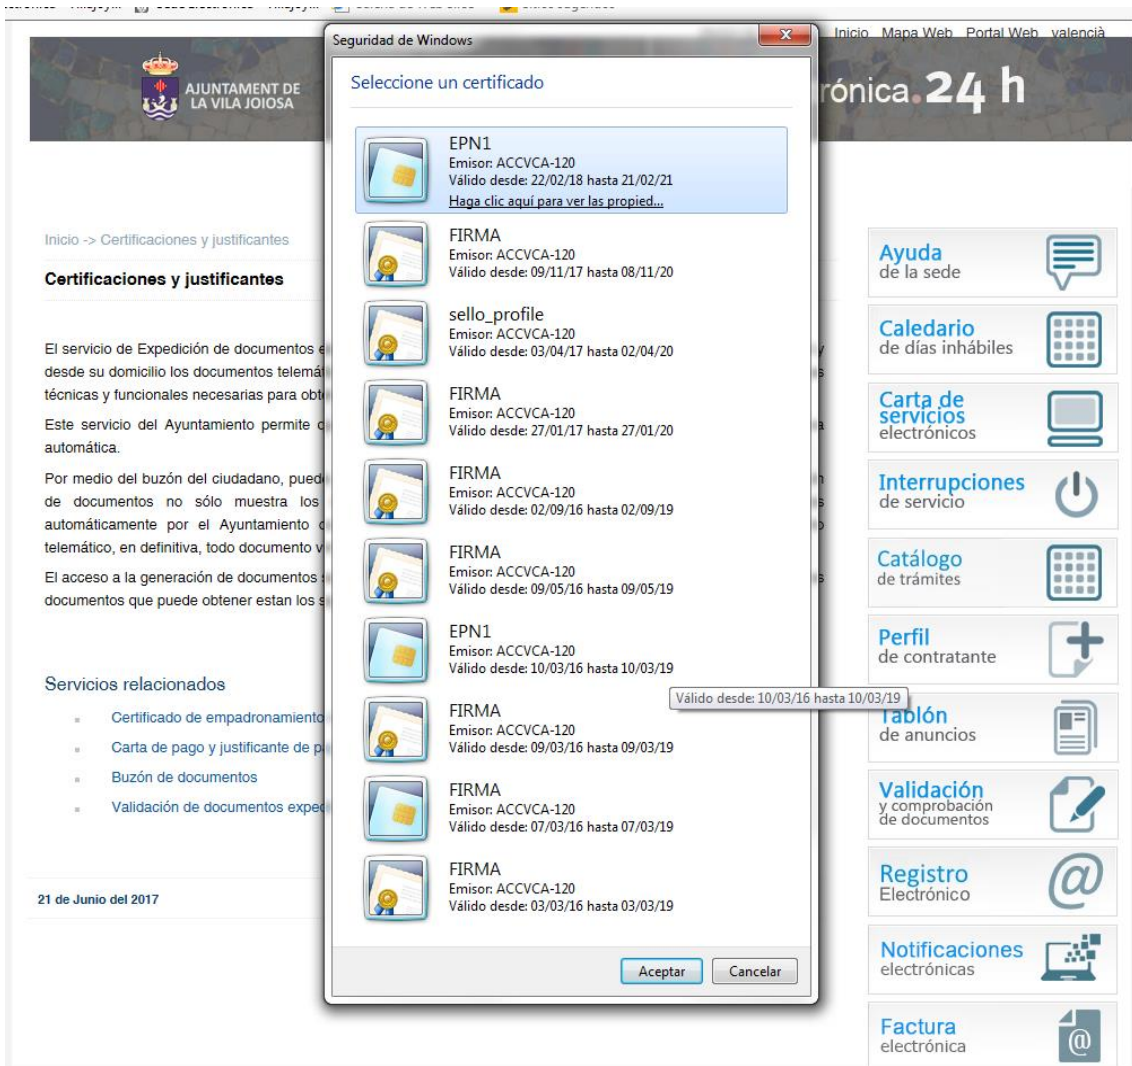 Inicio Mapa Web Portal Web valencià
AJUNTAMENT DE
LA VILA JOIOSA
rónica.24 h
Seguridad de Windows
Seleccione un certificado
EPN1
Emisor: ACCVCA-120
Válido desde: 22/02/18 hasta 21/02/21
Haga clic aquí para ver las propied...
FIRMA
Emisor: ACCVCA-120
Válido desde: 09/11/17 hasta 08/11/20
sello_profile
Emisor: ACCVCA-120
Válido desde: 03/04/17 hasta 02/04/20
FIRMA
Emisor: ACCVCA-120
Válido desde: 27/01/17 hasta 27/01/20
FIRMA
Emisor: ACCVCA-120
Válido desde: 02/09/16 hasta 02/09/19
FIRMA
Emisor: ACCVCA-120
Válido desde: 09/05/16 hasta 09/05/19
EPN1
Emisor: ACCVCA-120
Válido desde: 10/03/16 hasta 10/03/19
Válido desde: 10/03/16 hasta 10/03/19
FIRMA
Emisor: ACCVCA-120
Válido desde: 09/03/16 hasta 09/03/19
FIRMA
Emisor: ACCVCA-120
Válido desde: 07/03/16 hasta 07/03/19
FIRMA
Emisor: ACCVCA-120
Válido desde: 03/03/16 hasta 03/03/19
Aceptar Cancelar
Inicio -> Certificaciones y justificantes
Certificaciones y justificantes
El servicio de Expedición de documentos
desde su domicilio los documentos
técnicas y funcionales necesarias para
Este servicio del Ayuntamiento permite
automática.
Por medio del buzón del ciudadano,
de documentos no sólo muestra los
automáticamente por el Ayuntamiento
telemático, en definitiva, todo documento
El acceso a la generación de documentos
documentos que puede obtener estan los
Servicios relacionados
Certificado de empadronamiento
Carta de pago y justificante de
Buzón de documentos
Validación de documentos
21 de Junio del 2017
Ayuda
de la sede
Caledario
de días inhábiles
Carta de
servicios
electrónicos
Interrupciones
de servicio
Catálogo
de trámites
Perfil
de contratante
Tablón
de anuncios
Validación
y comprobación
de documentos
Registro
Electrónico
Notificaciones
electrónicas
Factura
electrónica